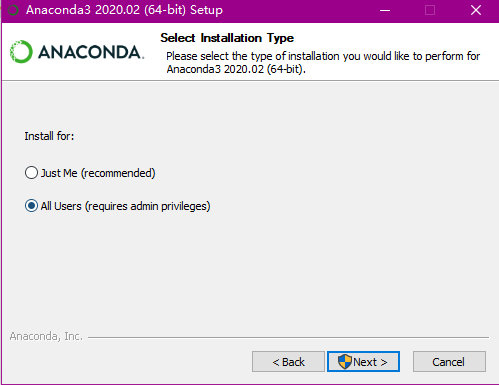 Anaconda3 2020.02 (64-bit) Setup
ANACONDA.
Select Installation Type
Please select the type of installation you would like to perform for
Anaconda3 2020.02 (64-bit).
Install for:
Just Me (recommended)
All Users (requires admin privileges)
Anaconda, Inc.
< Back
Next >
Cancel